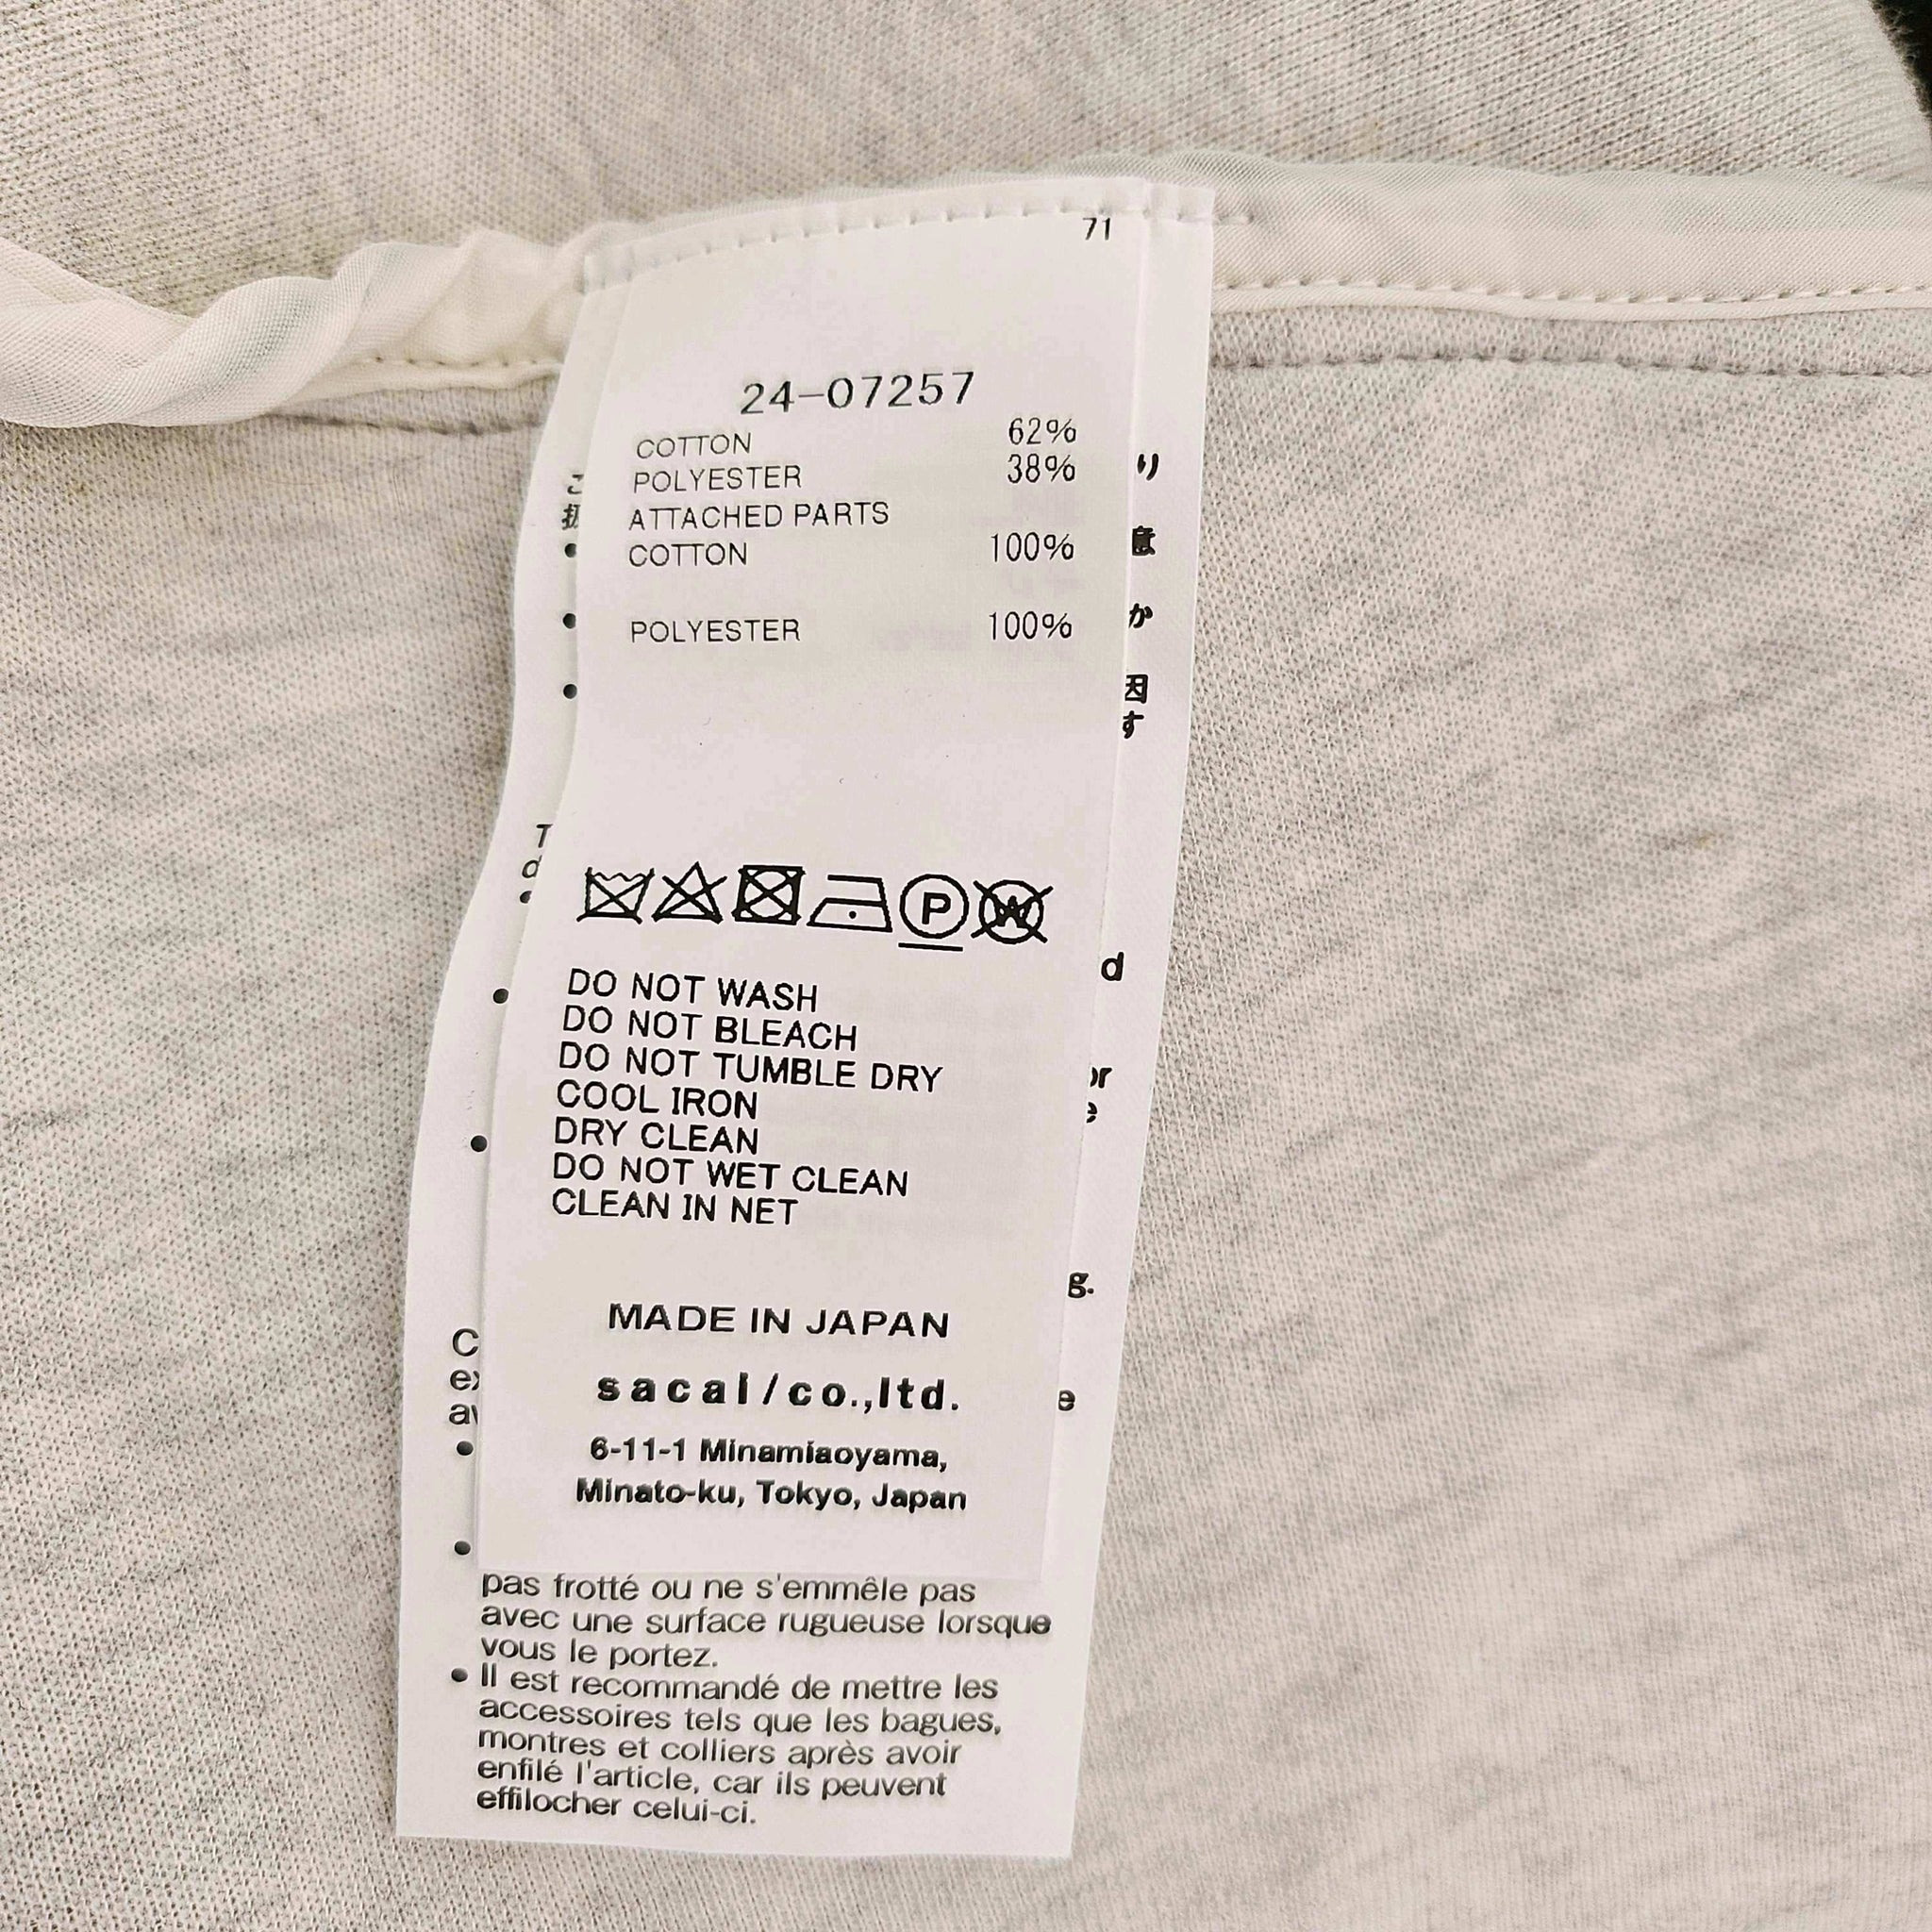 71
24-07257
COTTON 62%
POLYESTER 38%
ATTACHED PARTS
COTTON 100%
POLYESTER 100%
P
W
DO NOT WASH
DO NOT BLEACH
DO NOT TUMBLE DRY
COOL IRON
DRY CLEAN
DO NOT WET CLEAN
CLEAN IN NET
MADE IN JAPAN
sacai/co.,ltd.
6-11-1 Minamiaoyama,
Minato-ku, Tokyo, Japan
pas frotté ou ne s'emmêle pas
avec une surface rugueuse lorsque
vous le portez.
• Il est recommandé de mettre les
accessoires tels que les bagues,
montres et colliers après avoir
enfilé l'article, car ils peuvent
effilocher celui-ci.